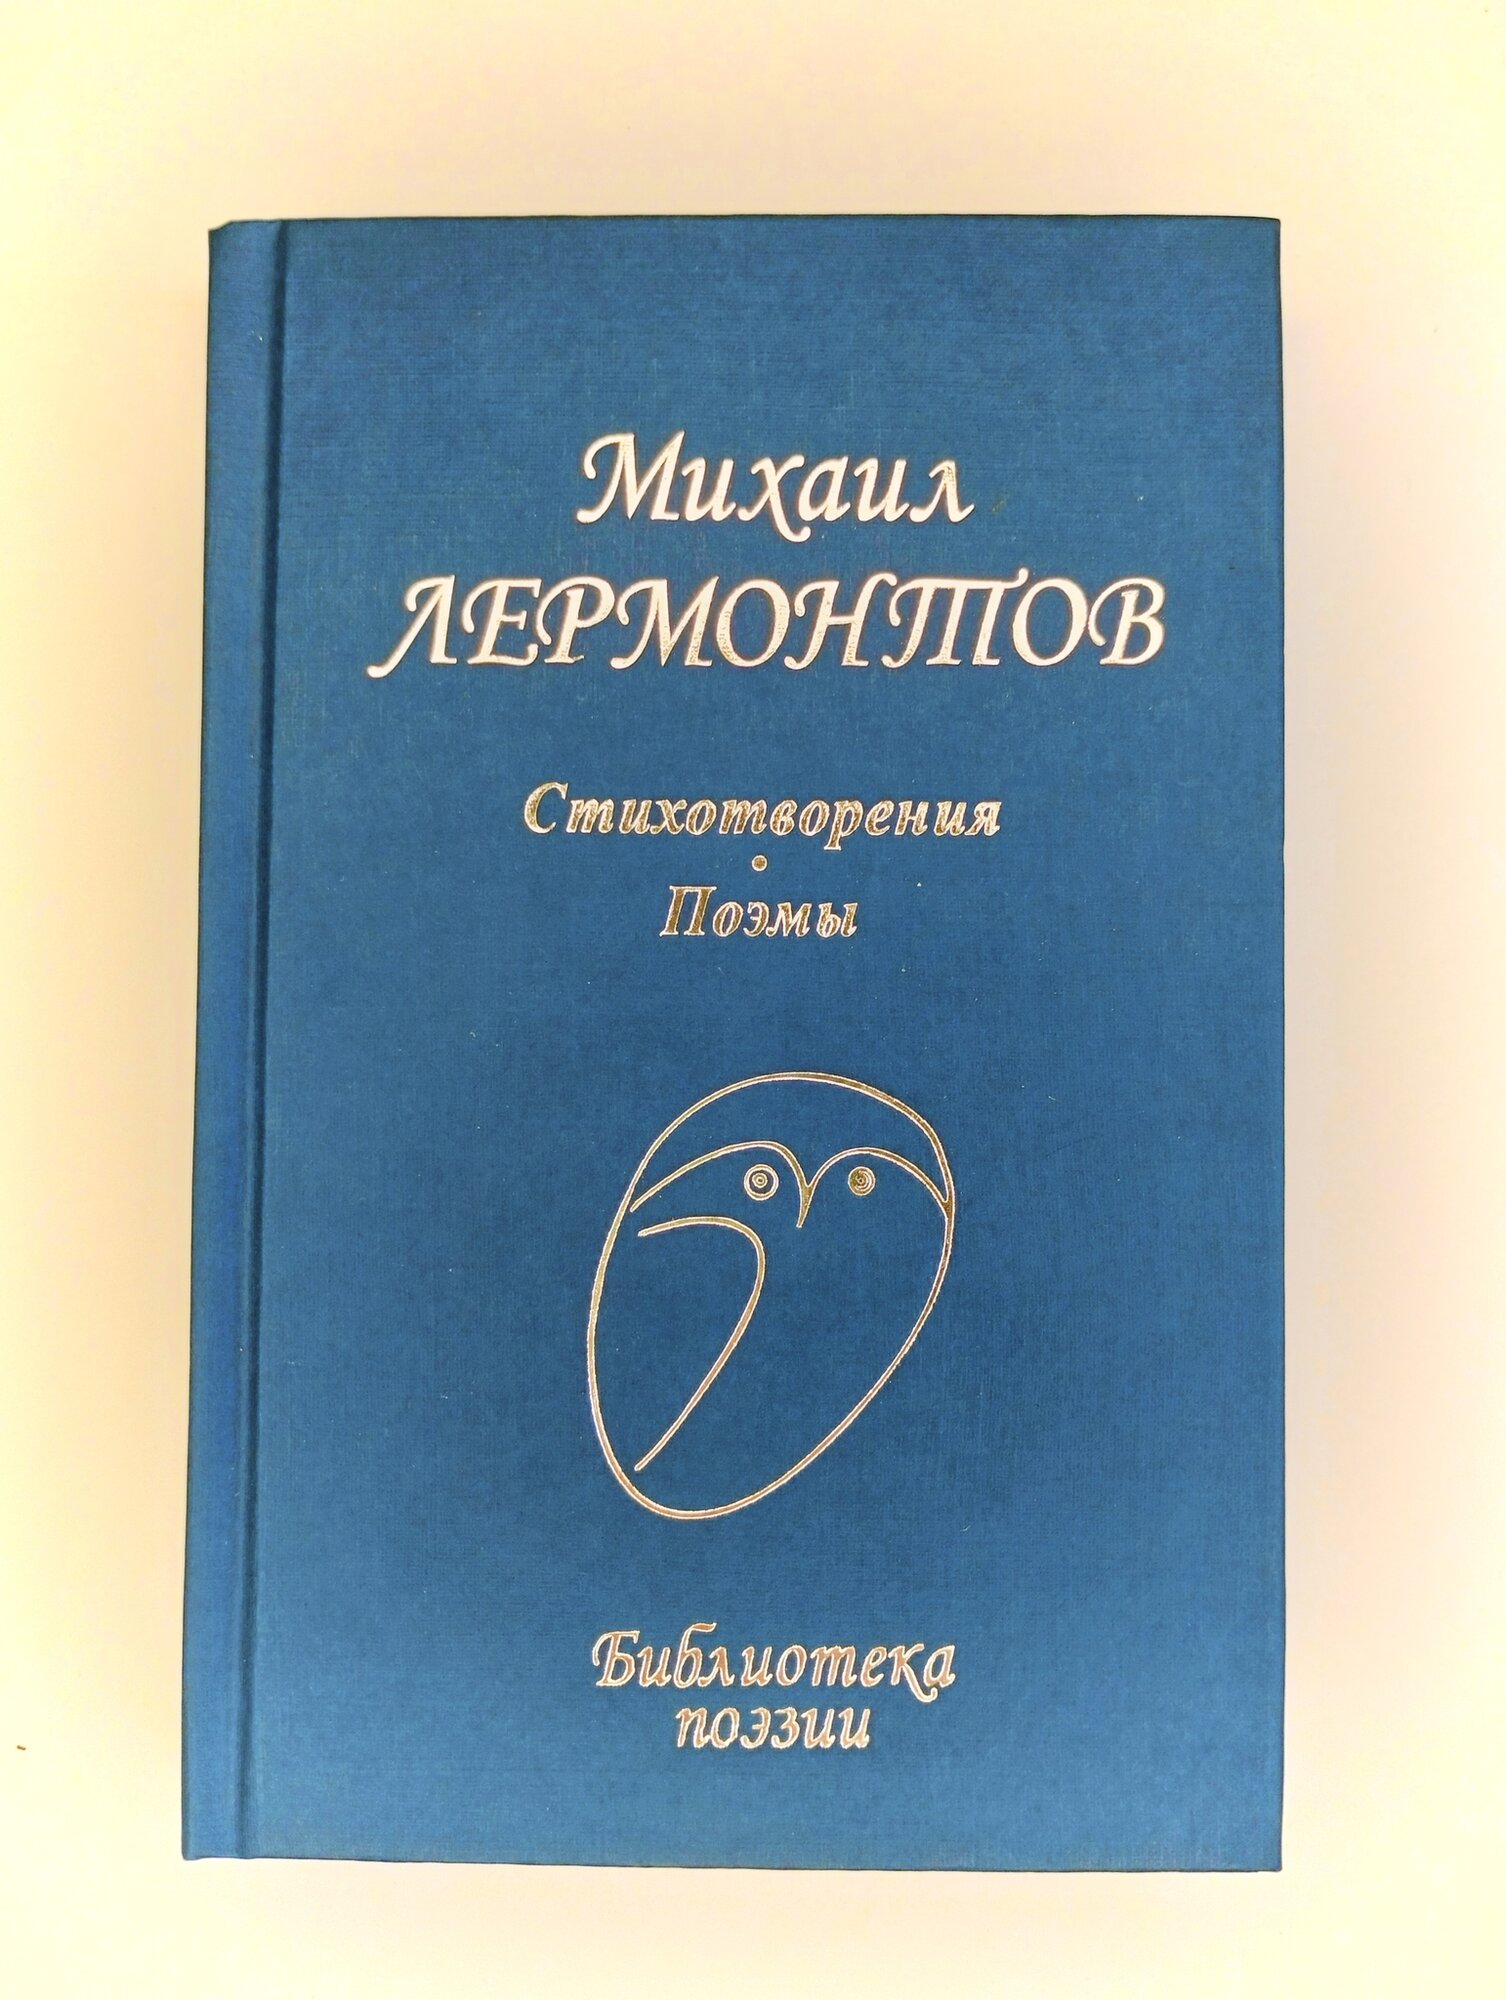 Михаил
ЛЕРМОНТОВ
Стихотворения
•
Поэмы
Библиотека
поэзии